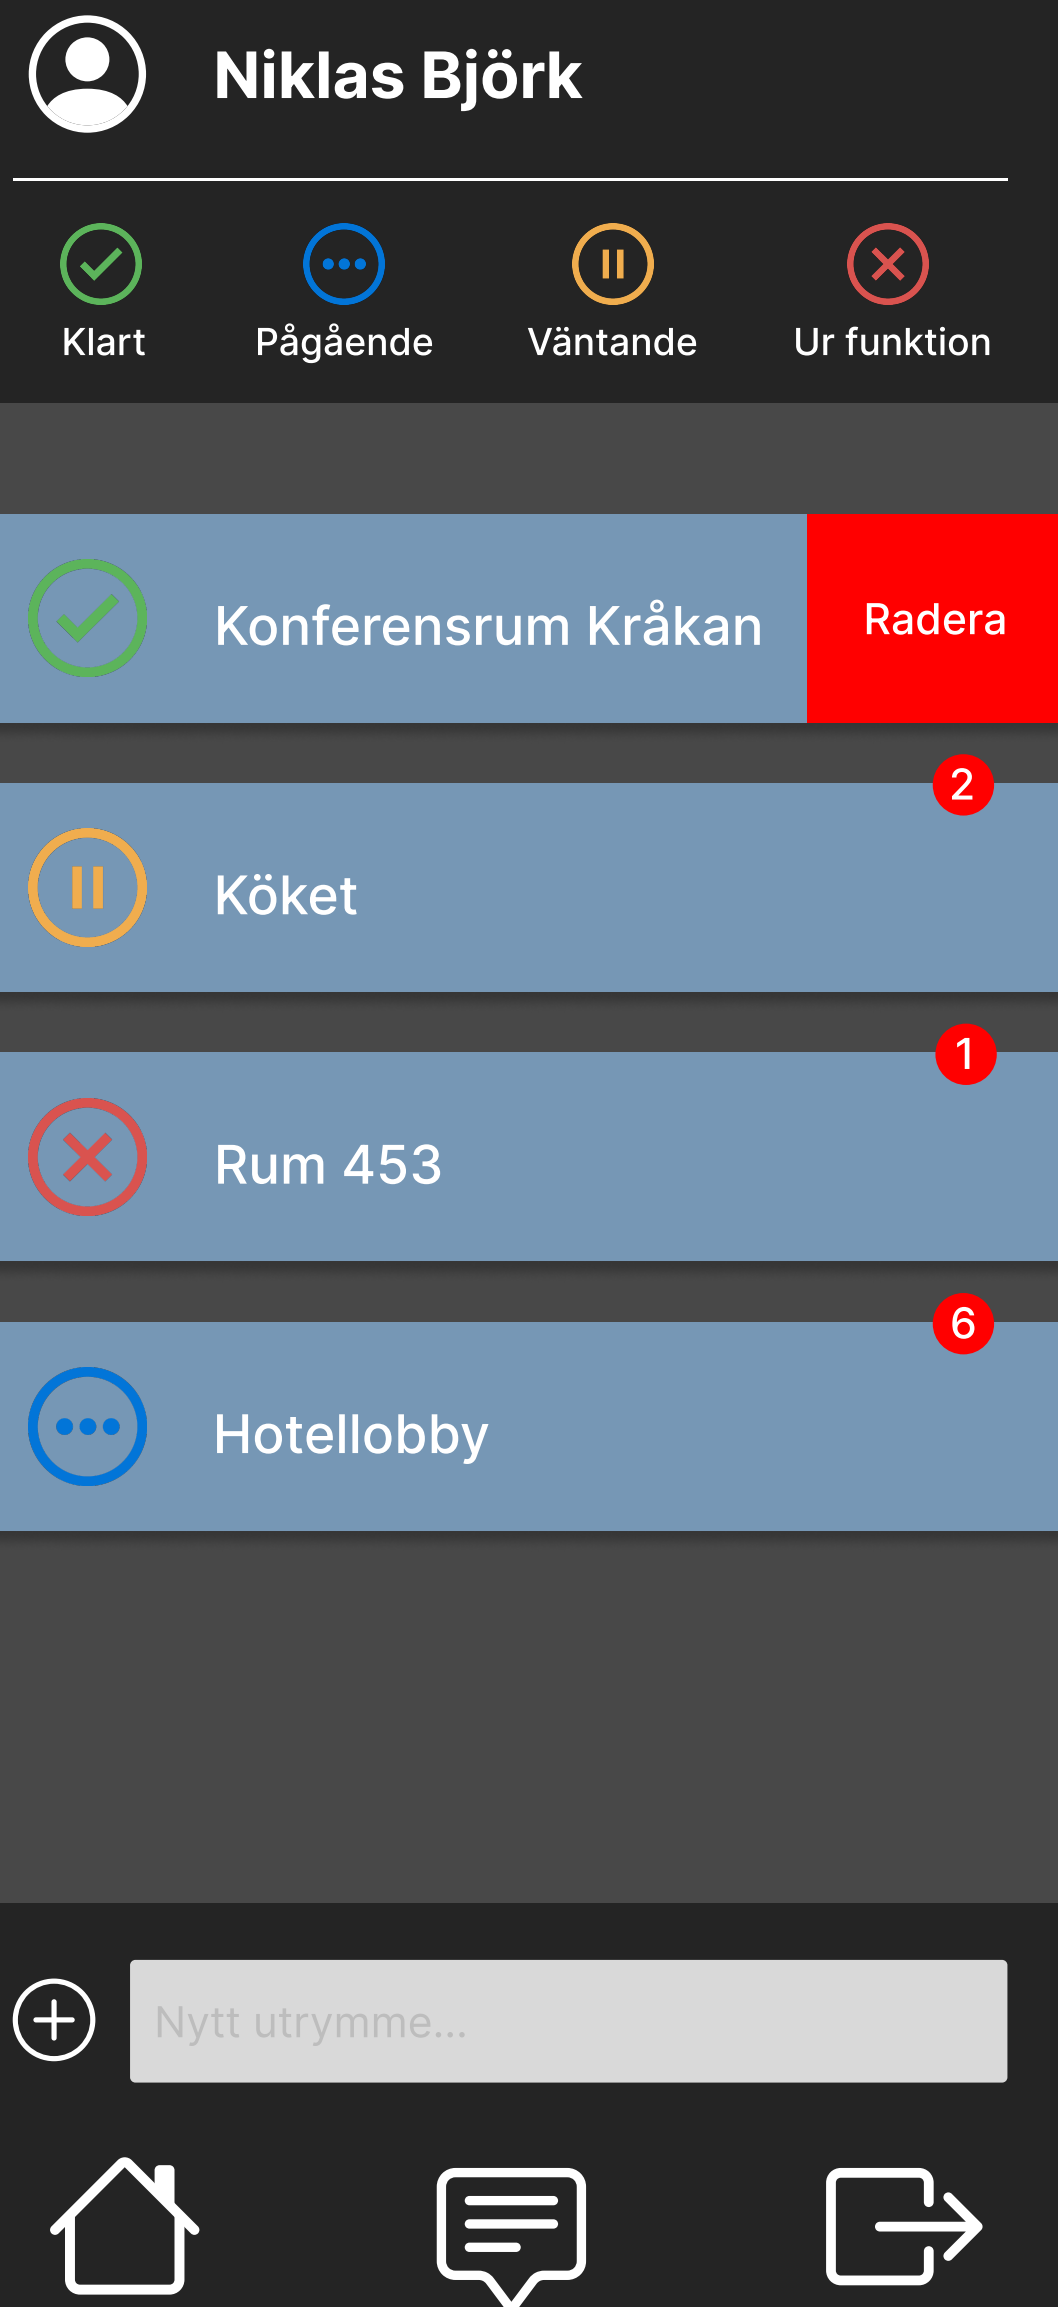 Niklas Björk
Klart
Pågående
Väntande
Ur funktion
Konferensrum Kråkan
Radera
2
Köket
1
Rum 453
6
Hotellobby
Nytt utrymme...